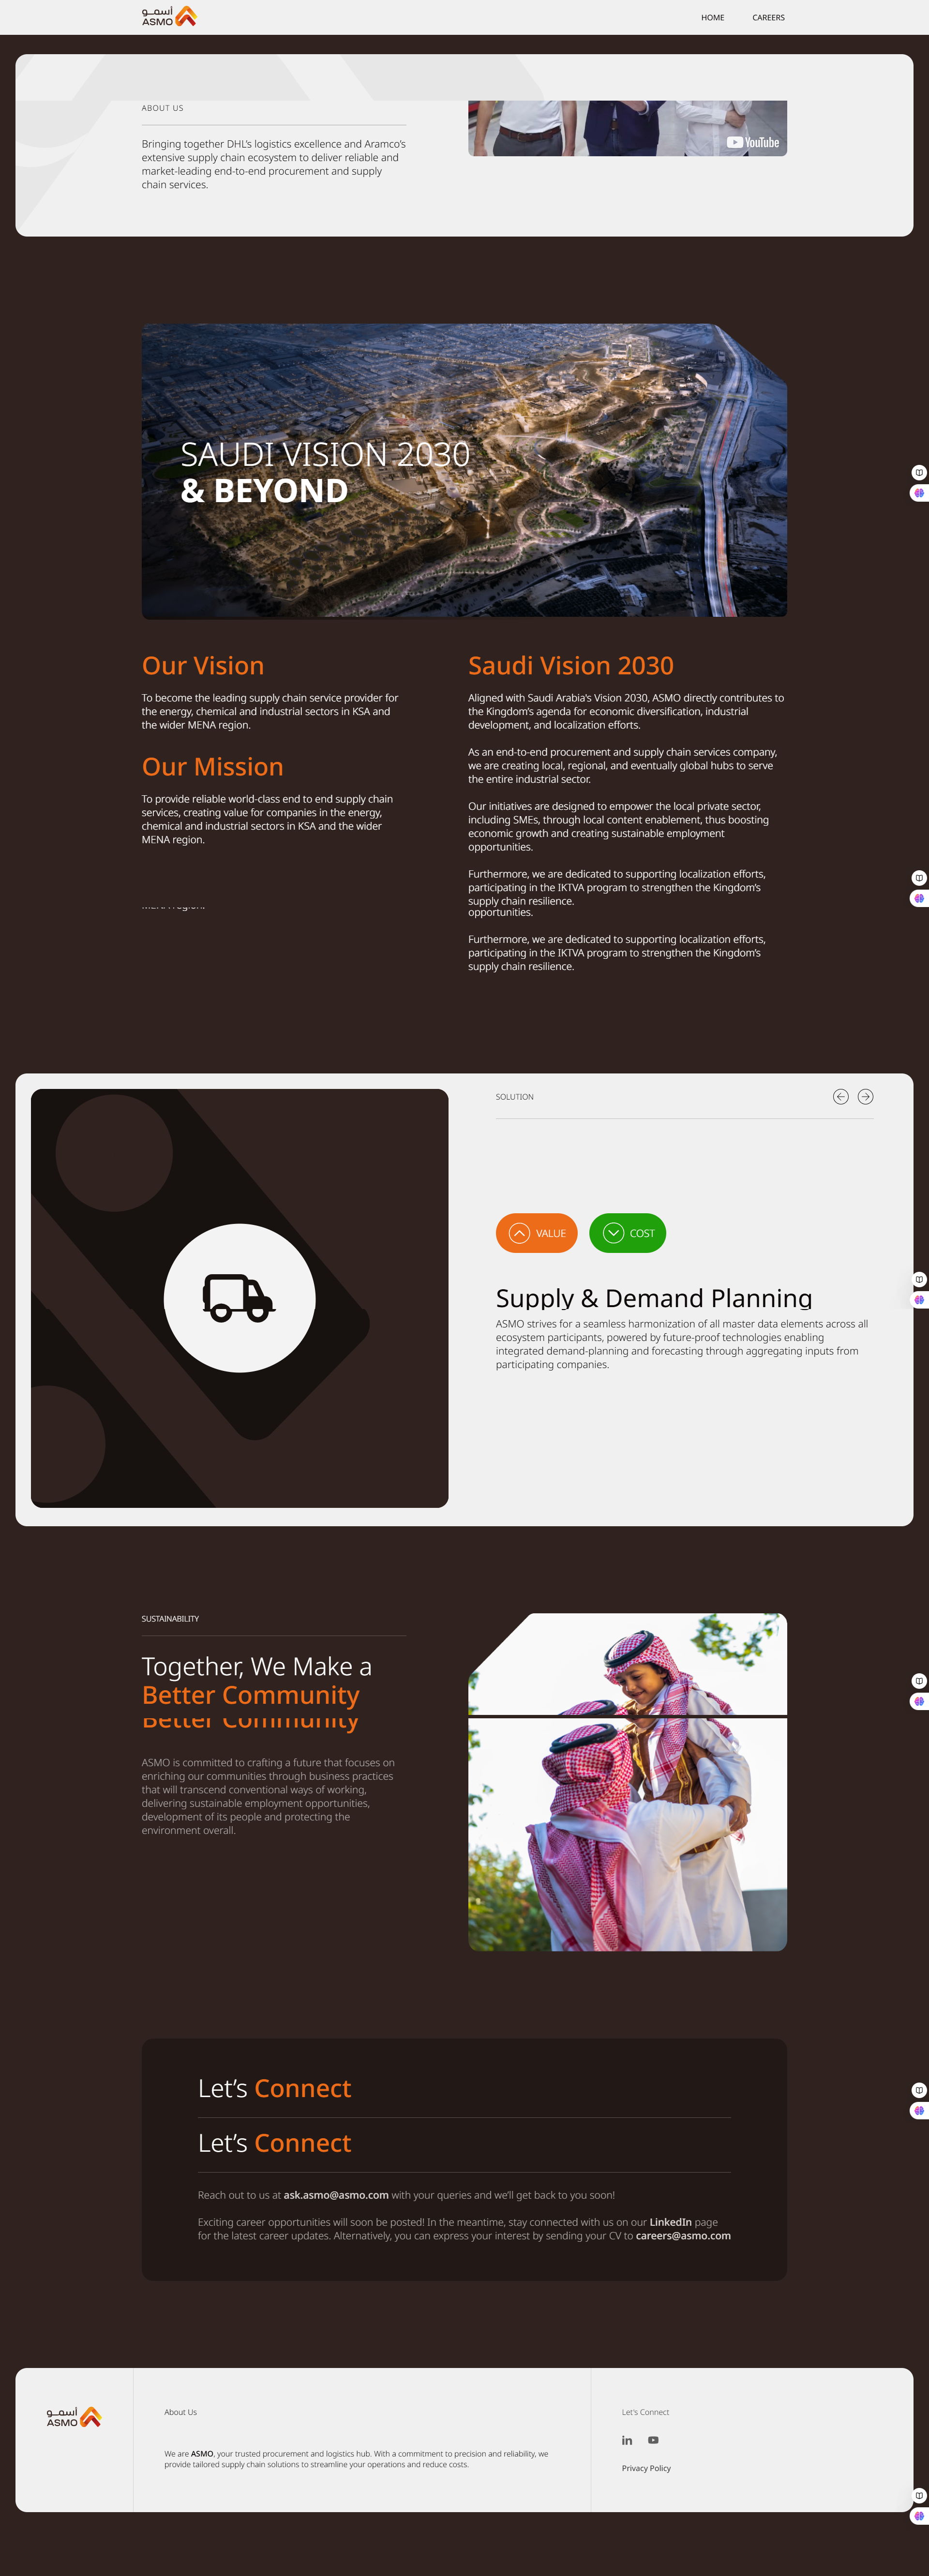 أسمـو
ASMO
HOME
CAREERS
ABOUT US
Bringing together DHL's logistics excellence and Aramco's
extensive supply chain ecosystem to deliver reliable and
market-leading end-to-end procurement and supply
chain services.
YouTube
SAUDI VISION 2030
& BEYOND
Our Vision
To become the leading supply chain service provider for
the energy, chemical and industrial sectors in KSA and
the wider MENA region.
Our Mission
To provide reliable world-class end to end supply chain
services, creating value for companies in the energy,
chemical and industrial sectors in KSA and the wider
MENA region.
MENA region.
Saudi Vision 2030
Aligned with Saudi Arabia's Vision 2030, ASMO directly contributes to
the Kingdom's agenda for economic diversification, industrial
development, and localization efforts.
As an end-to-end procurement and supply chain services company,
we are creating local, regional, and eventually global hubs to serve
the entire industrial sector.
Our initiatives are designed to empower the local private sector,
including SMEs, through local content enablement, thus boosting
economic growth and creating sustainable employment
opportunities.
Furthermore, we are dedicated to supporting localization efforts,
participating in the IKTVA program to strengthen the Kingdom's
supply chain resilience.
opportunities.
Furthermore, we are dedicated to supporting localization efforts,
participating in the IKTVA program to strengthen the Kingdom's
supply chain resilience.
SOLUTION
VALUE
COST
Supply & Demand Planning
ASMO strives for a seamless harmonization of all master data elements across all
ecosystem participants, powered by future-proof technologies enabling
integrated demand-planning and forecasting through aggregating inputs from
participating companies.
SUSTAINABILITY
Together, We Make a
Better Community
Better Community
ASMO is committed to crafting a future that focuses on
enriching our communities through business practices
that will transcend conventional ways of working,
delivering sustainable employment opportunities,
development of its people and protecting the
environment overall.
Let's Connect
Let's Connect
Reach out to us at ask.asmo@asmo.com with your queries and we'll get back to you soon!
Exciting career opportunities will soon be posted! In the meantime, stay connected with us on our LinkedIn page
for the latest career updates. Alternatively, you can express your interest by sending your CV to careers@asmo.com
أسمـو
ASMO
About Us
We are ASMO, your trusted procurement and logistics hub. With a commitment to precision and reliability, we
provide tailored supply chain solutions to streamline your operations and reduce costs.
Let's Connect
in
Privacy Policy